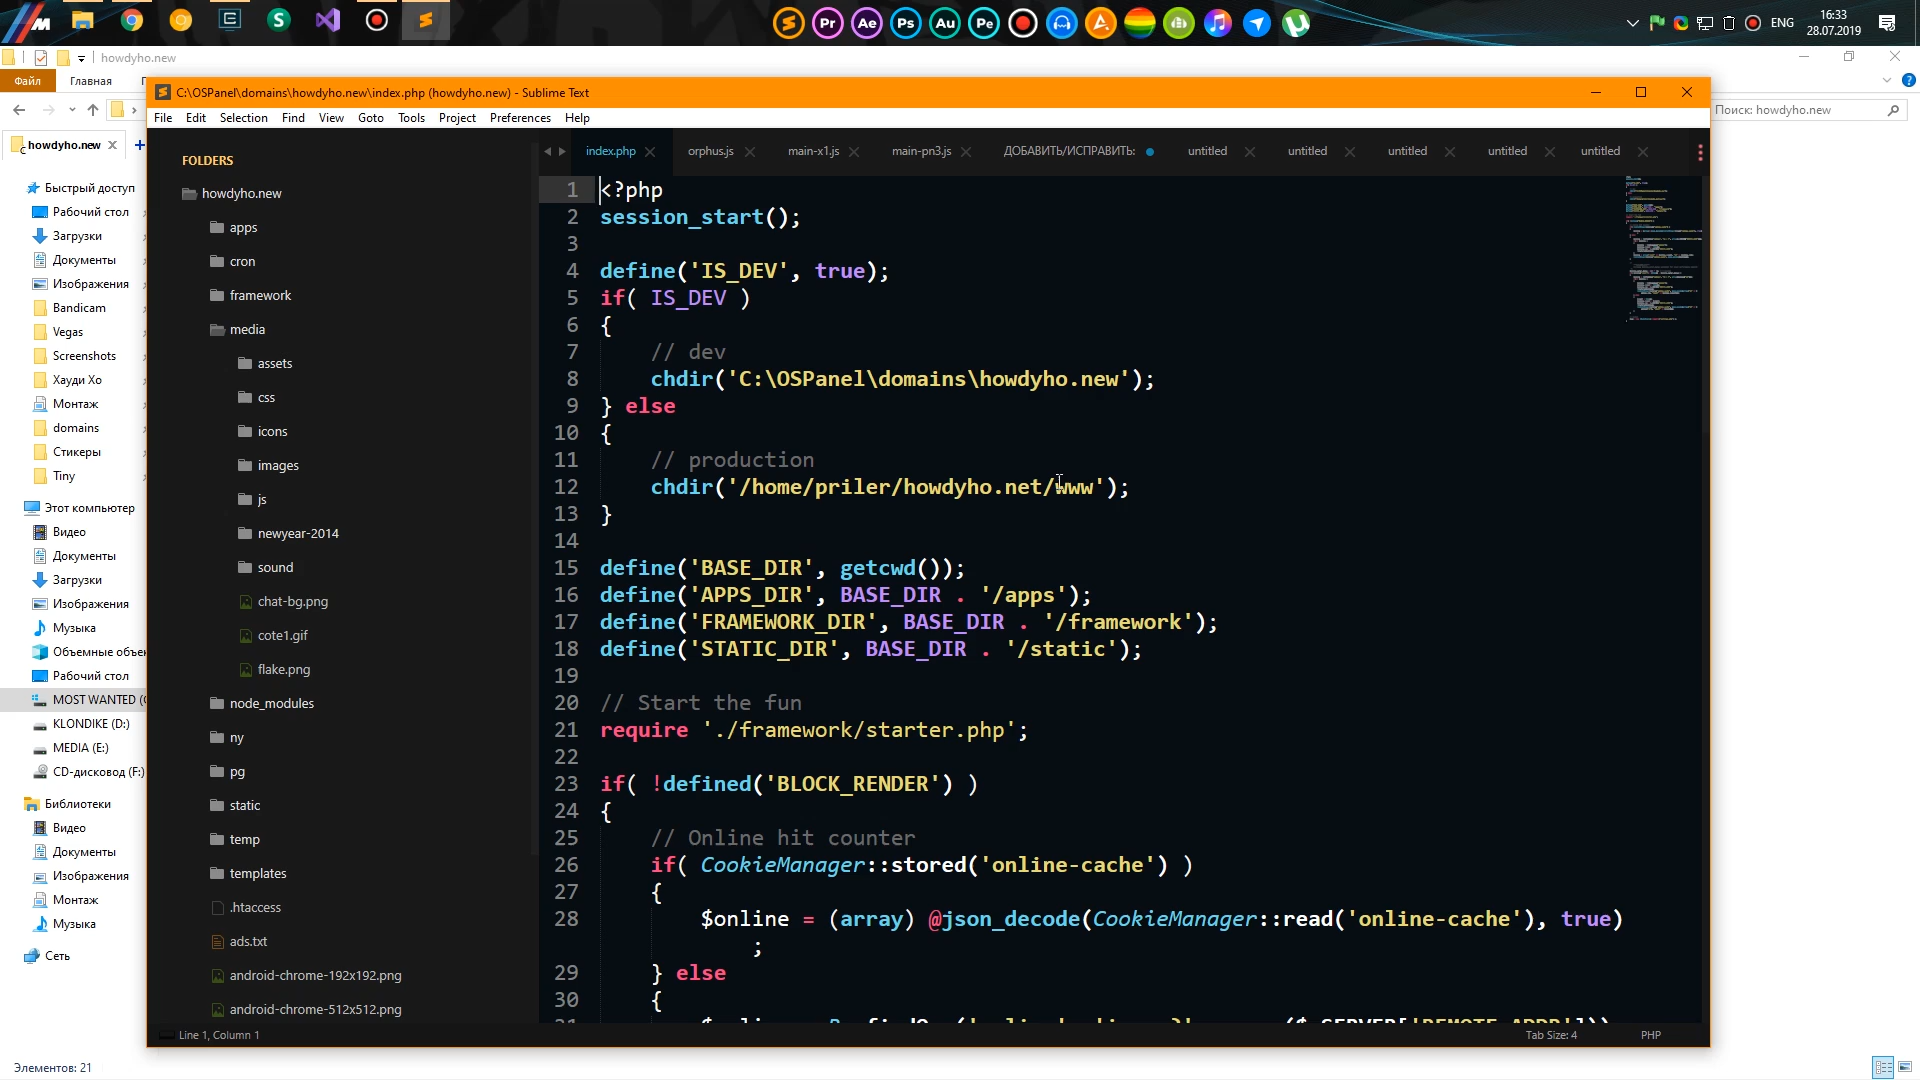 Pr
Ae
Ps
Au
Pe
ENG
16:33
28.07.2019
howdyho.new
Файл
Главная
Поиск: howdyho.new
howdyho.new
Быстрый доступ
Рабочий стол
Загрузки
Документы
Изображения
Bandicam
Vegas
Screenshots
Хауди Хо
Монтаж
domains
Стикеры
Tiny
Этот компьютер
Видео
Документы
Загрузки
Изображения
Музыка
Объемные объек
Рабочий стол
MOST WANTED (
KLONDIKE (D:)
MEDIA (E:)
CD-дисковод (F:)
Библиотеки
Видео
Документы
Изображения
Монтаж
Музыка
Сеть
Элементов: 21
C:\OSPanel\domains\howdyho.new\index.php (howdyho.new) - Sublime Text
File Edit Selection Find View Goto Tools Project Preferences Help
FOLDERS
howdyho.new
apps
cron
framework
media
assets
css
icons
images
js
newyear-2014
sound
chat-bg.png
cote1.gif
flake.png
node_modules
ny
pg
static
temp
templates
.htaccess
ads.txt
android-chrome-192x192.png
android-chrome-512x512.png
index.php orphus.js main-x1.js main-pn3.js ДОБАВИТЬ/ИСПРАВИТЬ: untitled untitled untitled untitled untitled
1 <?php
2 session_start();
3
4 define('IS_DEV', true);
5 if( IS_DEV )
6 {
7 // dev
8 chdir('C:\OSPanel\domains\howdyho.new');
9 } else
10 {
11 // production
12 chdir('/home/priler/howdyho.net/www');
13 }
14
15 define('BASE_DIR', getcwd());
16 define('APPS_DIR', BASE_DIR . '/apps');
17 define('FRAMEWORK_DIR', BASE_DIR . '/framework');
18 define('STATIC_DIR', BASE_DIR . '/static');
19
20 // Start the fun
21 require './framework/starter.php';
22
23 if( !defined('BLOCK_RENDER') )
24 {
25 // Online hit counter
26 if( CookieManager::stored('online-cache') )
27 {
28 $online = (array) @json_decode(CookieManager::read('online-cache'), true)
;
29 } else
30 {
Line 1, Column 1
Tab Size: 4
PHP